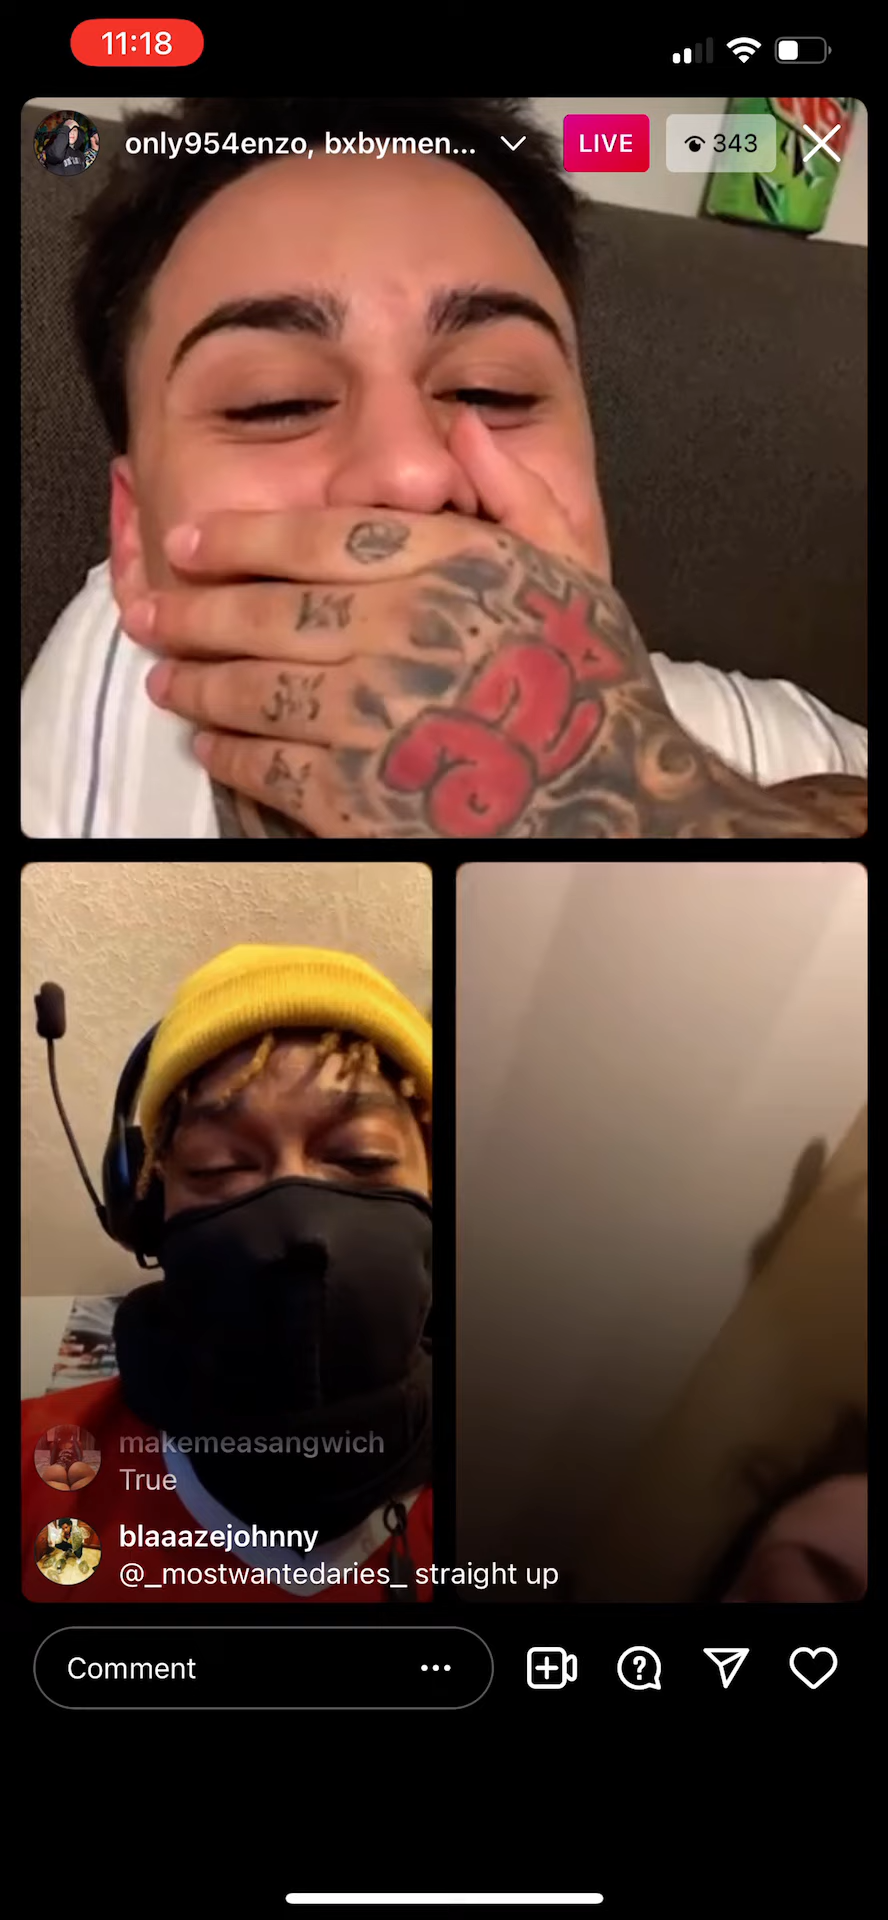 11:18
only954enzo, bxbymen...
LIVE
343
makemeasangwich
True
blaaazejohnny
@_mostwantedaries_ straight up
Comment